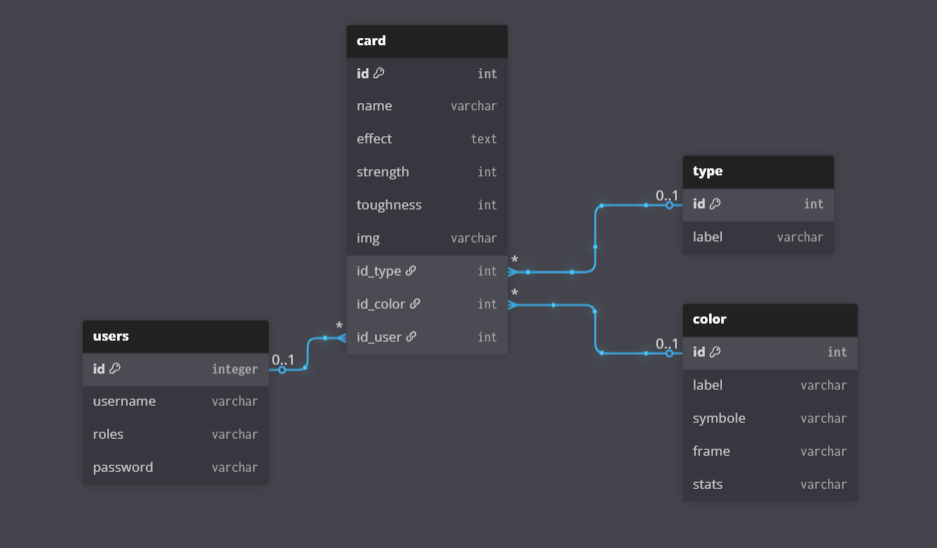 card
id int
name varchar
effect text
strength int
toughness int
img varchar
id_type int
id_color int
id_user int
*
*
*
users
id integer
username varchar
roles varchar
password varchar
0..1
type
id int
label varchar
0..1
color
id int
label varchar
symbole varchar
frame varchar
stats varchar
0..1